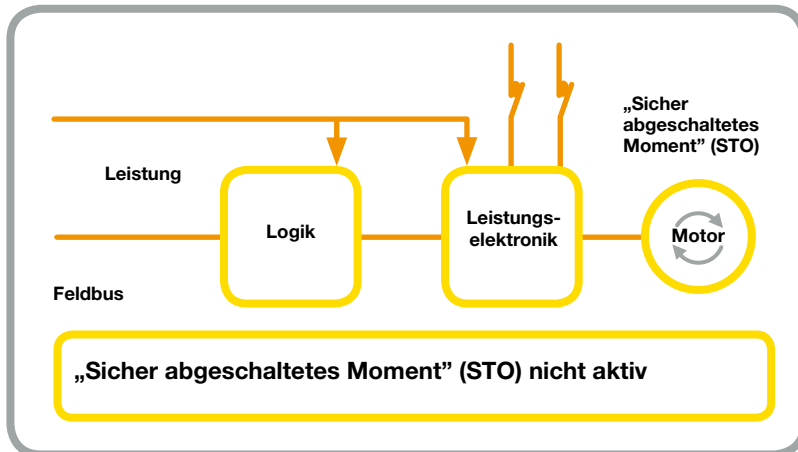 „Sicher
abgeschaltetes
Moment” (STO)
Leistung
Logik
Leistungs-
elektronik
Motor
Feldbus
„Sicher abgeschaltetes Moment” (STO) nicht aktiv